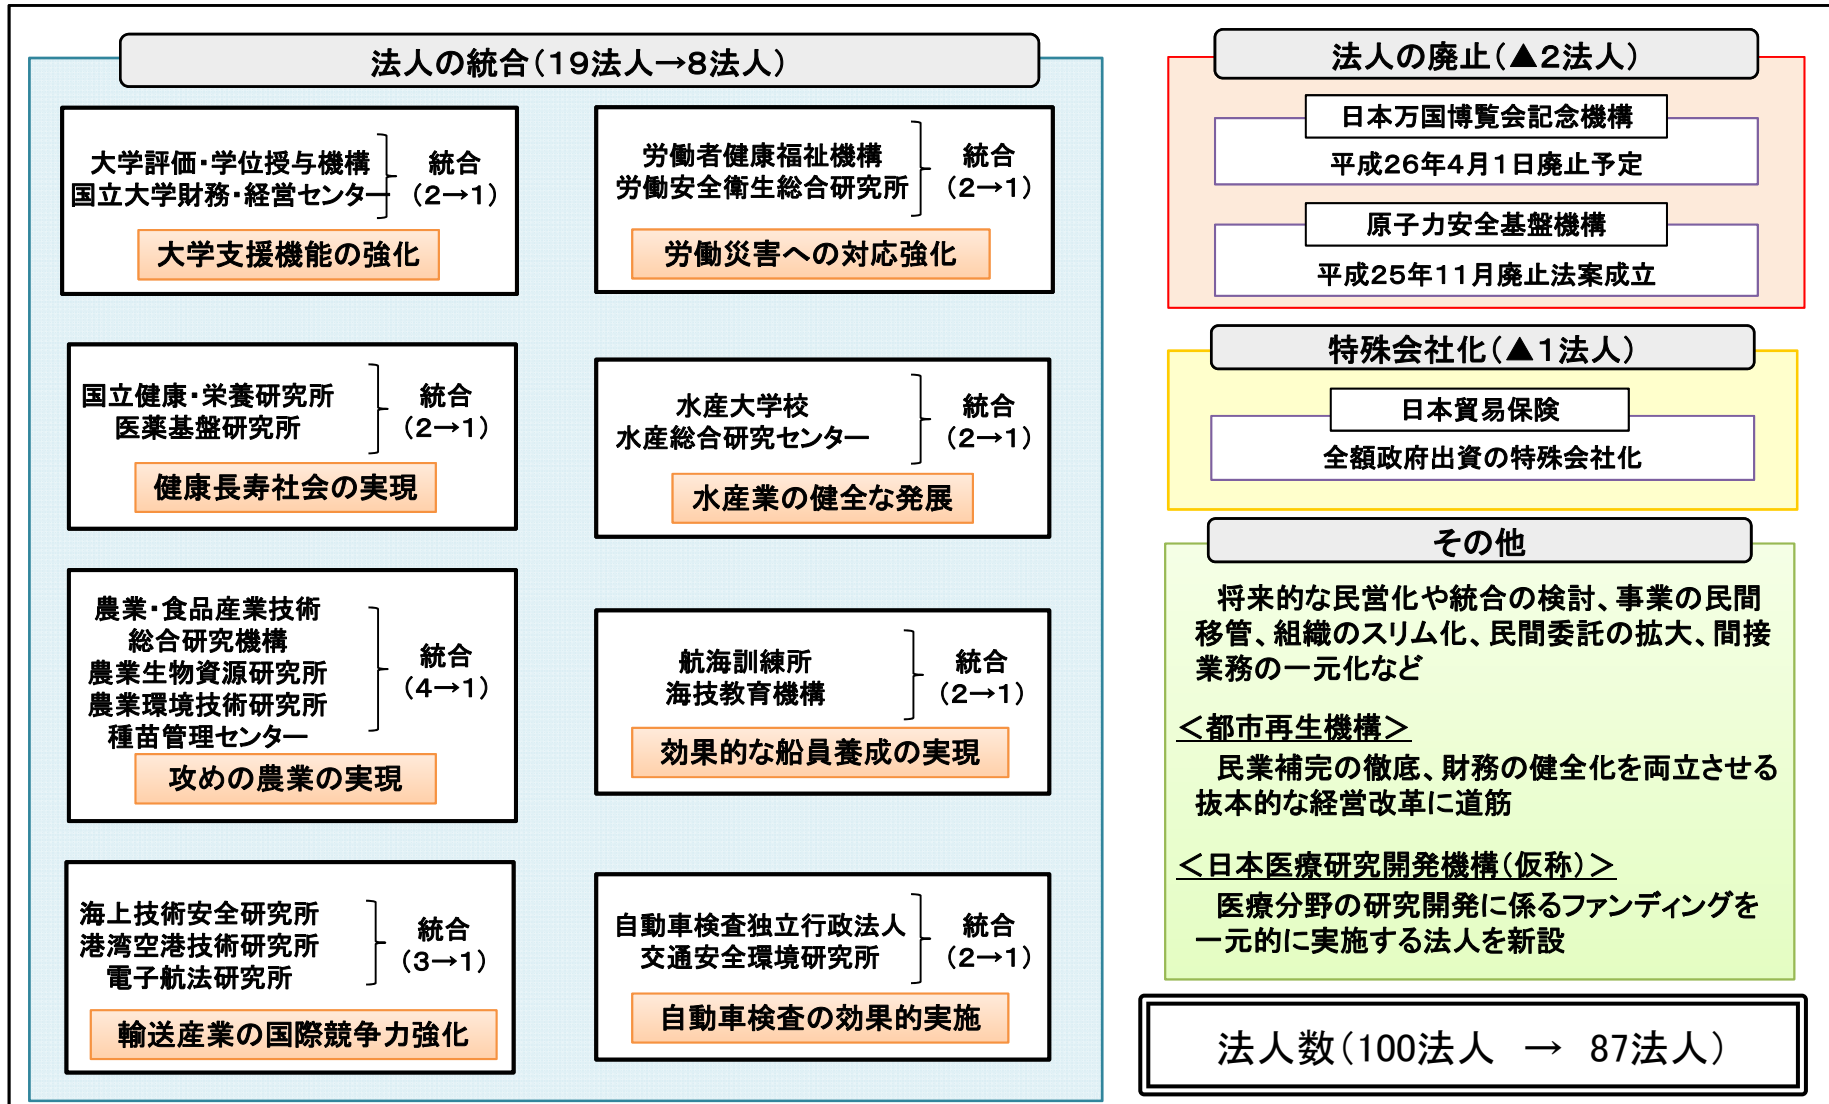 法人の統合(19法人→8法人)
大学評価・学位授与機構
国立大学財務・経営センター
統合
(2→1)
大学支援機能の強化
労働者健康福祉機構
労働安全衛生総合研究所
統合
(2→1)
労働災害への対応強化
国立健康・栄養研究所
医薬基盤研究所
統合
(2→1)
健康長寿社会の実現
水産大学校
水産総合研究センター
統合
(2→1)
水産業の健全な発展
農業・食品産業技術
総合研究機構
農業生物資源研究所
農業環境技術研究所
種苗管理センター
統合
(4→1)
攻めの農業の実現
航海訓練所
海技教育機構
統合
(2→1)
効果的な船員養成の実現
海上技術安全研究所
港湾空港技術研究所
電子航法研究所
統合
(3→1)
輸送産業の国際競争力強化
自動車検査独立行政法人
交通安全環境研究所
統合
(2→1)
自動車検査の効果的実施
法人の廃止(▲2法人)
日本万国博覧会記念機構
平成26年4月1日廃止予定
原子力安全基盤機構
平成25年11月廃止法案成立
特殊会社化(▲1法人)
日本貿易保険
全額政府出資の特殊会社化
その他
将来的な民営化や統合の検討、事業の民間
移管、組織のスリム化、民間委託の拡大、間接
業務の一元化など
<都市再生機構>
民業補完の徹底、財務の健全化を両立させる
抜本的な経営改革に道筋
<日本医療研究開発機構(仮称)>
医療分野の研究開発に係るファンディングを
一元的に実施する法人を新設
法人数(100法人 → 87法人)